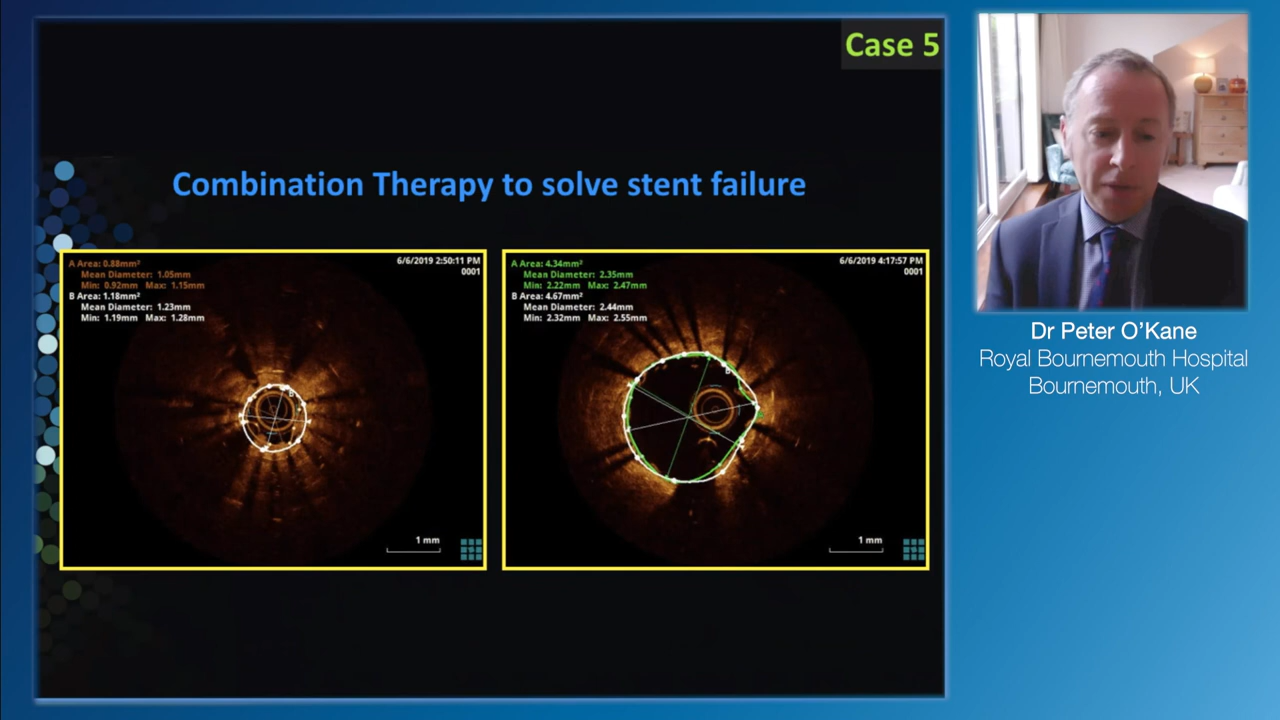 Case 5
Combination Therapy to solve stent failure
A Area: 0.88mm²
Mean Diameter: 1.05mm
Min: 0.92mm Max: 1.15mm
B Area: 1.18mm²
Mean Diameter: 1.23mm
Min: 1.19mm Max: 1.28mm
6/6/2019 2:50:11 PM
0001
1 mm
A Area: 4.34mm²
Mean Diameter: 2.35mm
Min: 2.22mm Max: 2.47mm
B Area: 4.67mm²
Mean Diameter: 2.44mm
Min: 2.32mm Max: 2.55mm
6/6/2019 4:17:57 PM
0001
1 mm
Dr Peter O’Kane
Royal Bournemouth Hospital
Bournemouth, UK